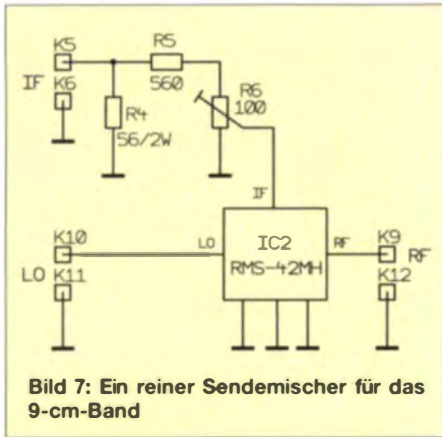 K5
R5
560
R6
100
IF
K6
R4
56/2W
IF
K10
LO
IC2
RMS-42MH
RF
K9
RF
LO
K11
K12
Bild 7: Ein reiner Sendemischer für das
9-cm-Band